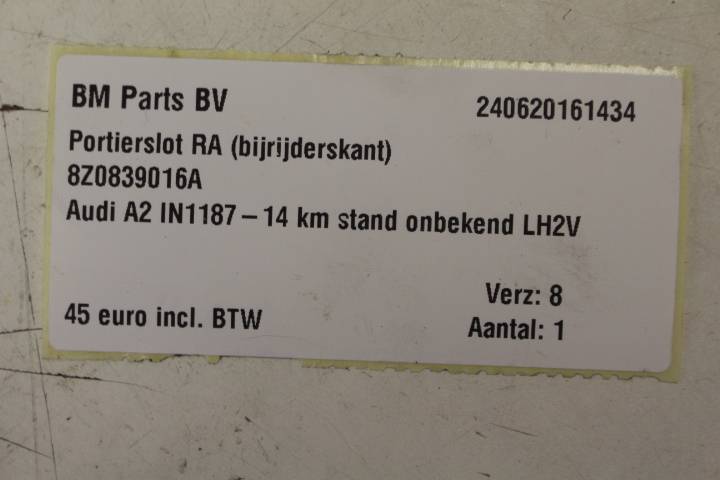 BM Parts BV 240620161434
Portierslot RA (bijrijderskant)
8Z0839016A
Audi A2 IN1187 – 14 km stand onbekend LH2V
Verz: 8
45 euro incl. BTW Aantal: 1